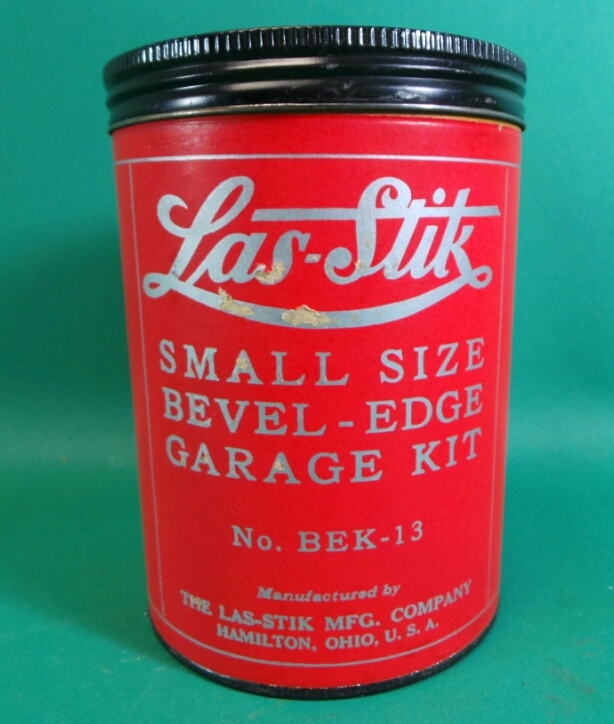 Las-Stik
SMALL SIZE
BEVEL-EDGE
GARAGE KIT
No. BEK-13
Manufactured by
THE LAS-STIK MFG. COMPANY
HAMILTON, OHIO, U. S. A.